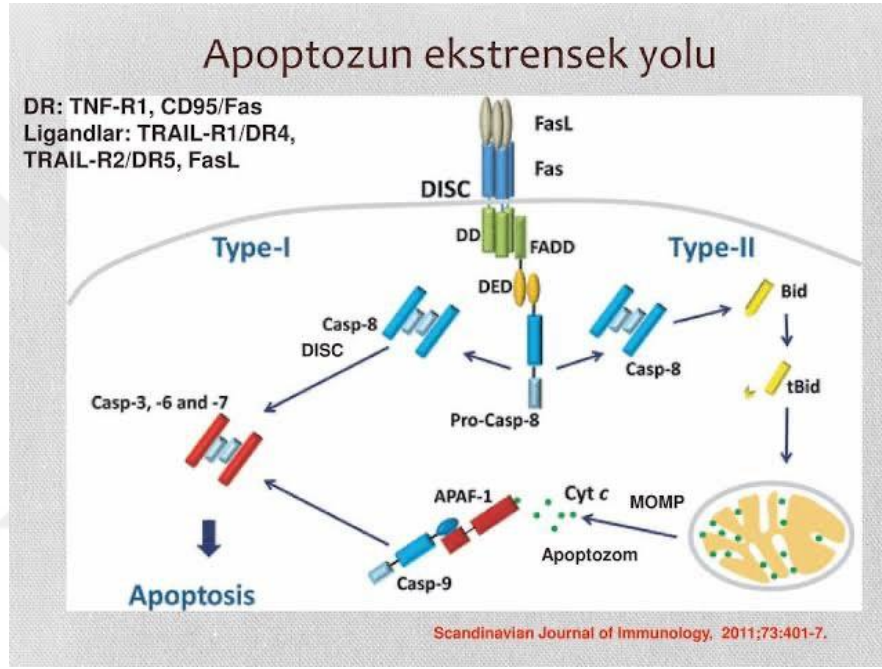 Apoptozun ekstrensek yolu
DR: TNF-R1, CD95/Fas
Ligandlar: TRAIL-R1/DR4,
TRAIL-R2/DR5, FasL
FasL
Fas
DISC
DD
FADD
Type-I
Type-II
DED
Bid
Casp-8
DISC
Casp-8
tBid
Pro-Casp-8
Casp-3, -6 and -7
APAF-1
Cyt c
MOMP
Apoptozom
Casp-9
Apoptosis
Scandinavian Journal of Immunology, 2011;73:401-7.